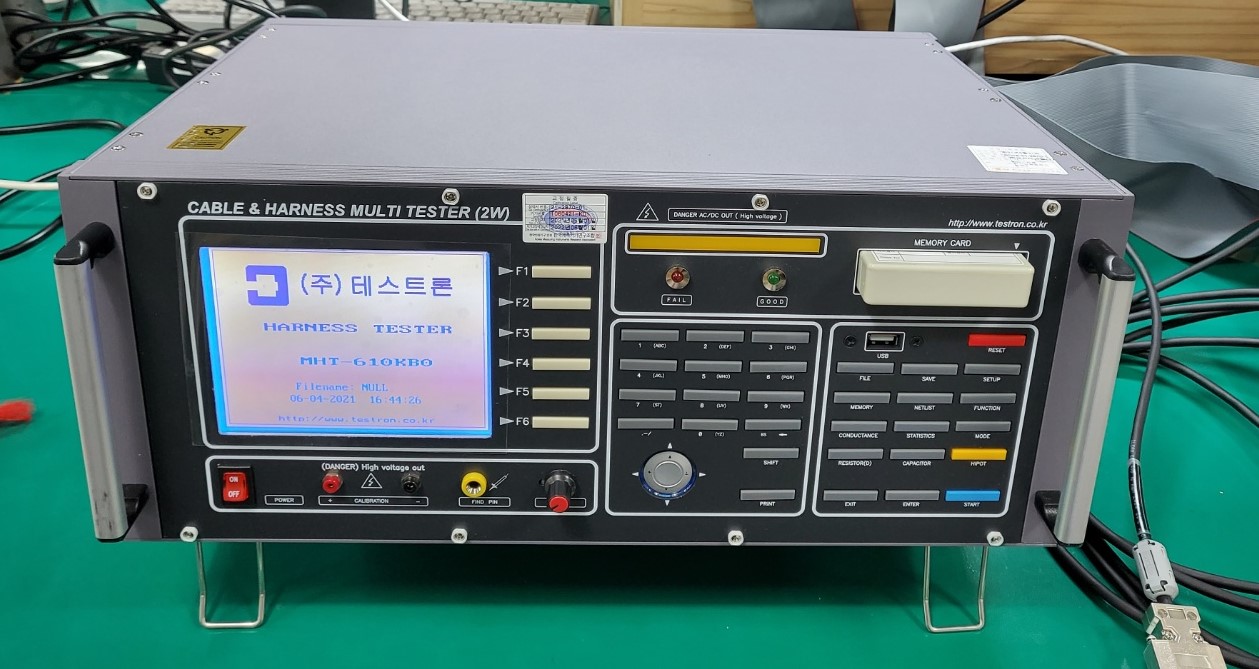 CABLE & HARNESS MULTI TESTER (2W)
(주) 테스트론
HARNESS TESTER
MHT-610KB0
Filename: NULL
06-04-2021 16:44:26
http://www.testron.co.kr
F1
F2
F3
F4
F5
F6
ON
OFF
POWER
(DANGER) High voltage out
+ CALIBRATION -
FIND PIN
DANGER AC/DC OUT ( High voltage )
http://www.testron.co.kr
MEMORY CARD
FAIL
GOOD
1 (ABC) 2 (DEF) 3 (GHI)
4 (JKL) 5 (MNO) 6 (PQR)
7 (ST) 8 (UV) 9 (WX)
0 (YZ)
SHIFT
PRINT
USB
RESET
FILE SAVE SETUP
MEMORY NETLIST FUNCTION
CONDUCTANCE STATISTICS MODE
RESISTOR(D) CAPACITOR HIPOT
EXIT ENTER START